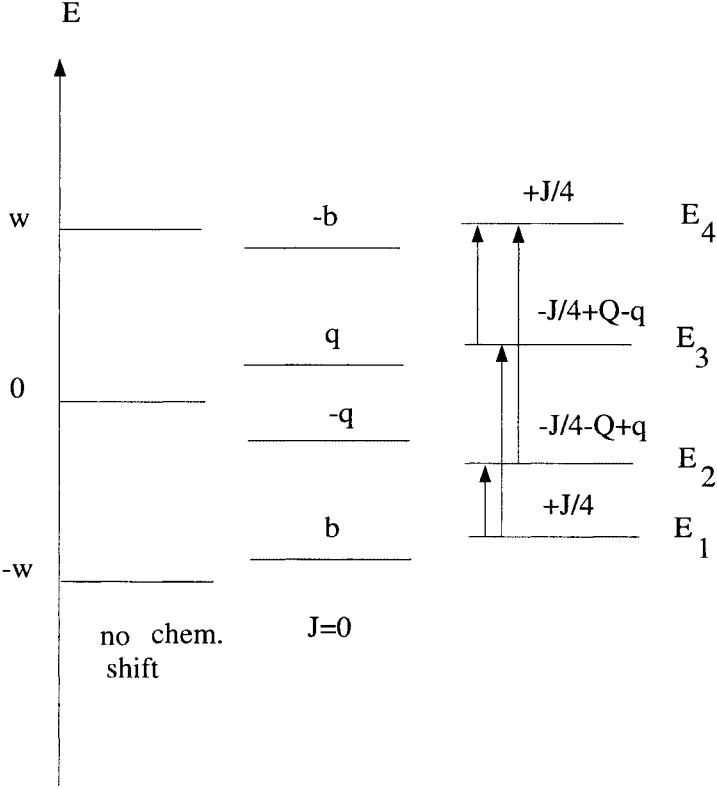 E
+J/4
w
-b
E4
-J/4+Q-q
q
E3
0
-q
-J/4-Q+q
E2
+J/4
b
E1
-w
no chem.
shift
J=0